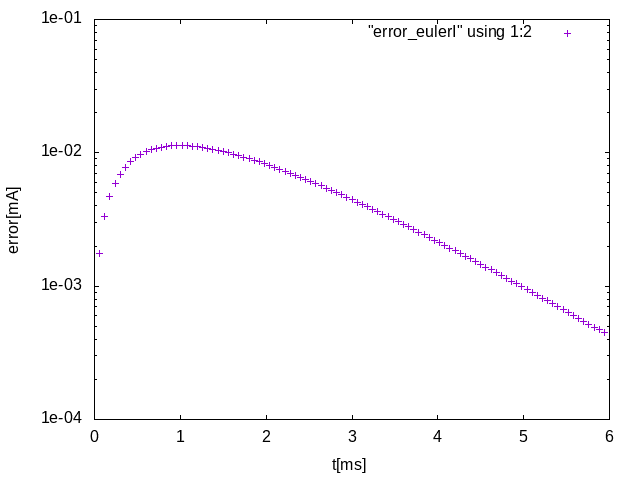 1e-01
"error_eulerI" using 1:2
1e-02
error[mA]
1e-03
1e-04
0 1 2 3 4 5 6
t[ms]